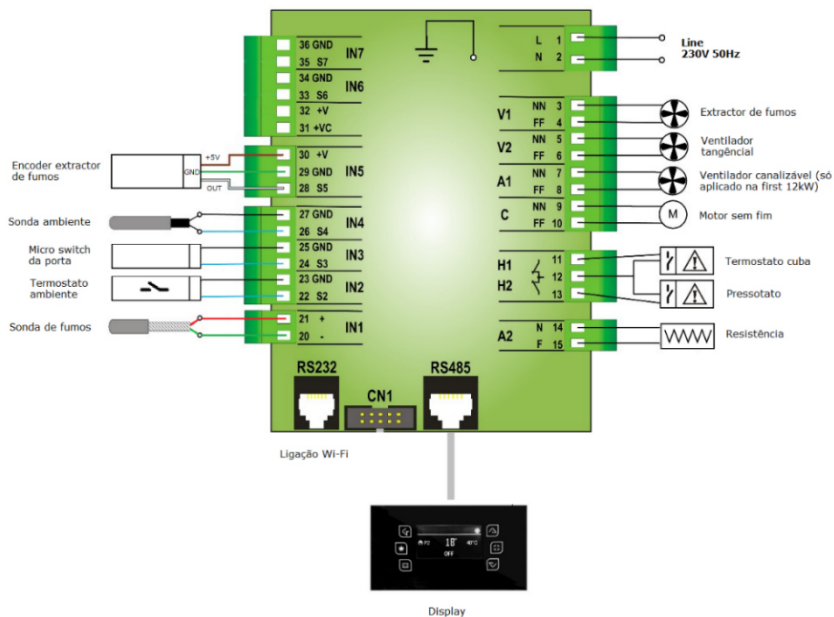 36 GND
35 S7
IN7
34 GND
33 S6
IN6
32 +V
31 +VC
Encoder extractor
de fumos
+5V
GND
OUT
30 +V
29 GND
28 S5
IN5
Sonda ambiente
27 GND
26 S4
IN4
Micro switch
da porta
25 GND
24 S3
IN3
Termostato
ambiente
23 GND
22 S2
IN2
Sonda de fumos
21 +
20 -
IN1
L 1
N 2
Line
230V 50Hz
V1
NN 3
FF 4
Extractor de fumos
V2
NN 5
FF 6
Ventilador
tangêncial
A1
NN 7
FF 8
Ventilador canalizável (só
aplicado na first 12kW)
C
NN 9
FF 10
M
Motor sem fim
H1
H2
11
12
13
Termostato cuba
Pressotato
A2
N 14
F 15
Resistência
RS232
CN1
RS485
Ligação Wi-Fi
P2
18°
40°C
OFF
Display